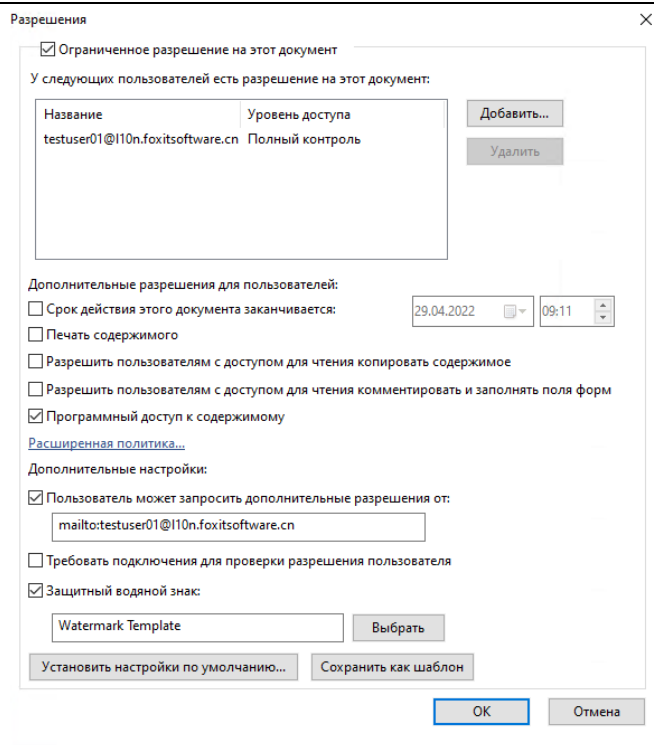 Разрешения
Ограниченное разрешение на этот документ
У следующих пользователей есть разрешение на этот документ:
Название Уровень доступа Добавить...
testuser01@l10n.foxitsoftware.cn Полный контроль
Удалить
Дополнительные разрешения для пользователей:
Срок действия этого документа заканчивается: 29.04.2022 09:11
Печать содержимого
Разрешить пользователям с доступом для чтения копировать содержимое
Разрешить пользователям с доступом для чтения комментировать и заполнять поля форм
Программный доступ к содержимому
Расширенная политика...
Дополнительные настройки:
Пользователь может запросить дополнительные разрешения от:
mailto:testuser01@l10n.foxitsoftware.cn
Требовать подключения для проверки разрешения пользователя
Защитный водяной знак:
Watermark Template Выбрать
Установить настройки по умолчанию... Сохранить как шаблон
ОК Отмена